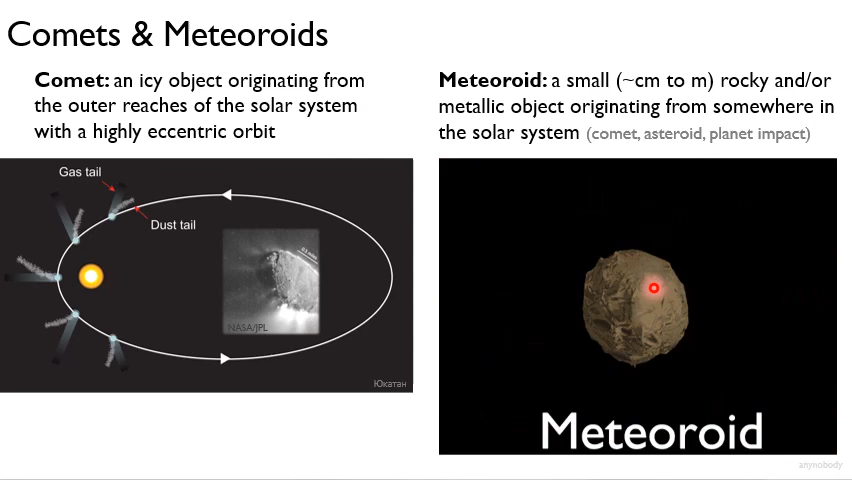 Comets & Meteoroids
Comet: an icy object originating from
the outer reaches of the solar system
with a highly eccentric orbit
Meteoroid: a small (~cm to m) rocky and/or
metallic object originating from somewhere in
the solar system (comet, asteroid, planet impact)
Gas tail
Dust tail
NASA/JPL
Юкатан
Meteoroid
anynobody